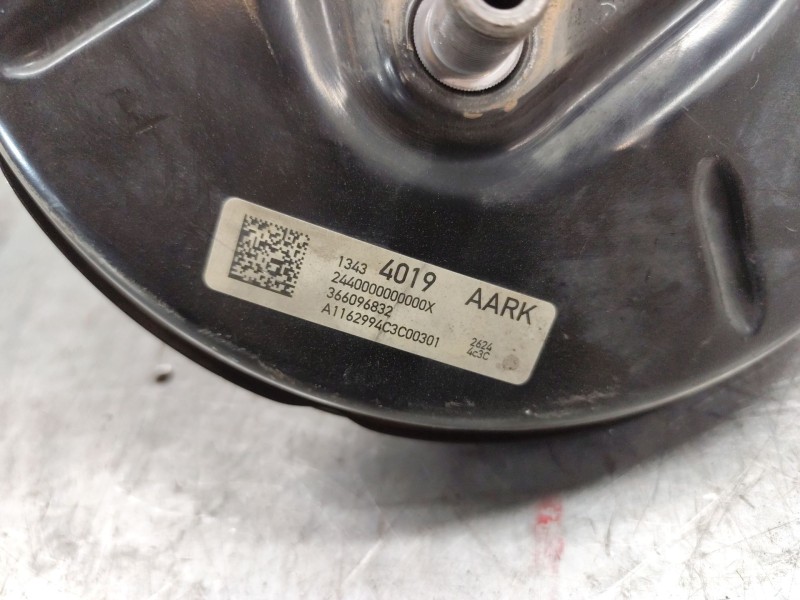 1343 4019 AARK
2440000000000X
366096832
A1162994C3C00301
2624
4c3C